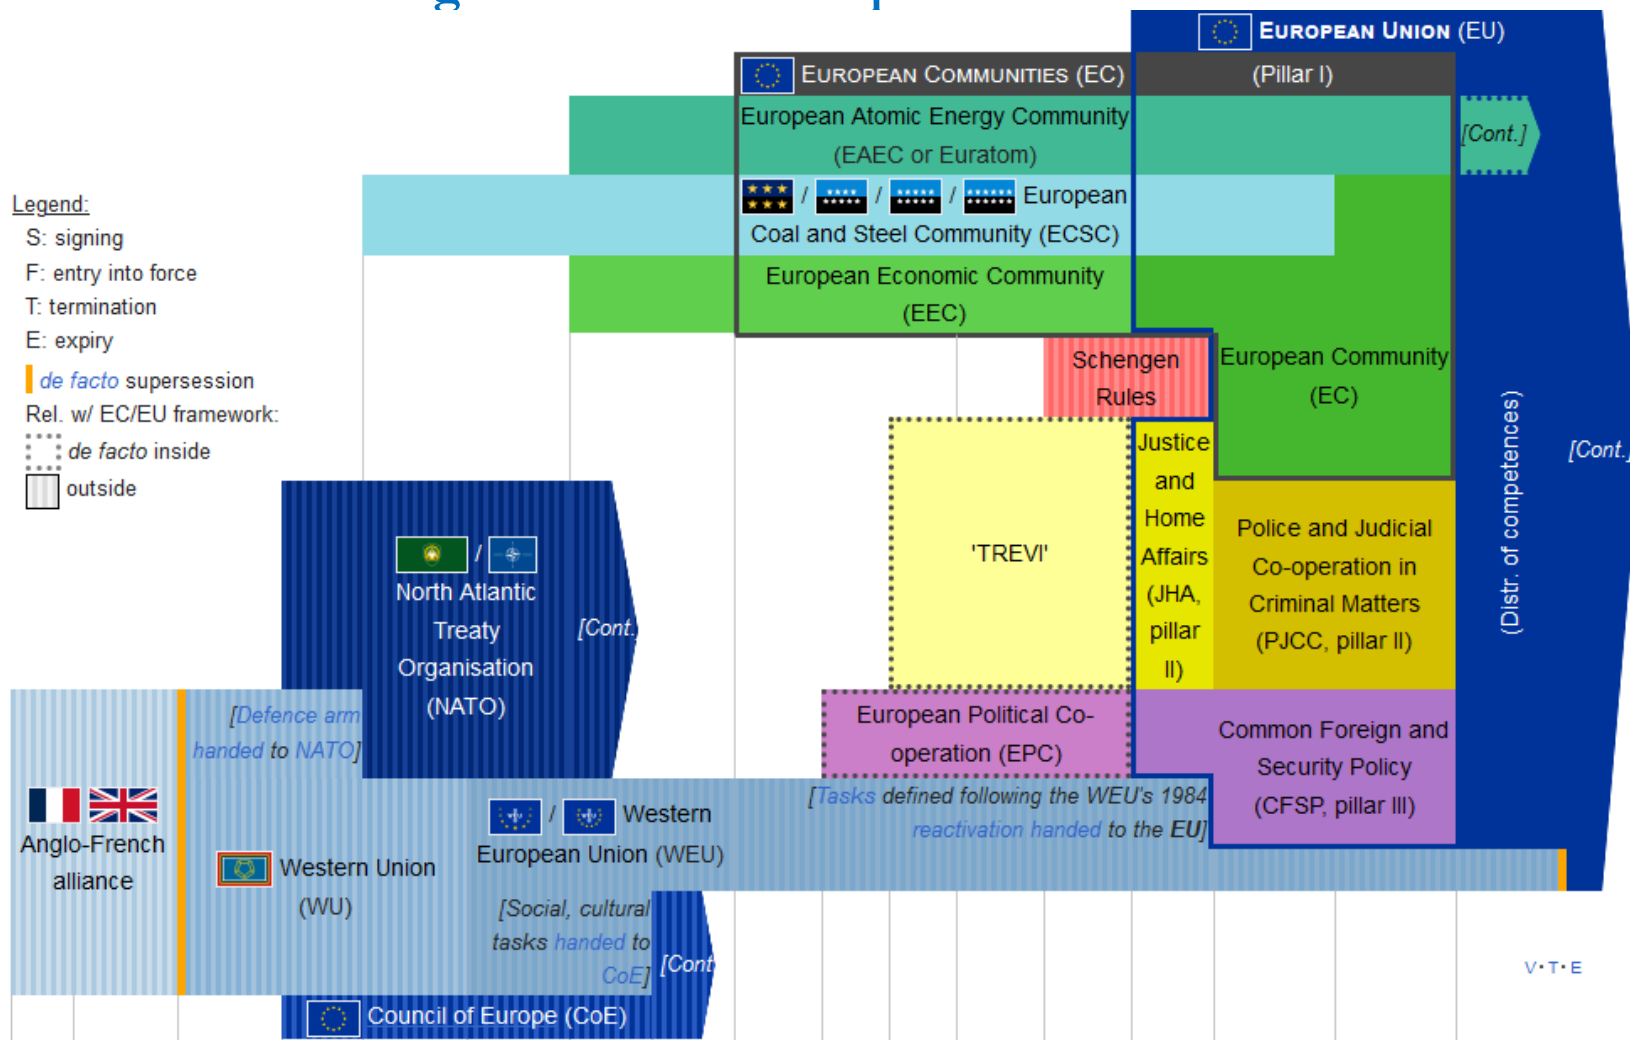 EUROPEAN UNION (EU)
EUROPEAN COMMUNITIES (EC)
(Pillar I)
European Atomic Energy Community
(EAEC or Euratom)
[Cont.]
/ / / European
Coal and Steel Community (ECSC)
European Economic Community
(EEC)
Legend:
S: signing
F: entry into force
T: termination
E: expiry
de facto supersession
Rel. w/ EC/EU framework:
de facto inside
outside
Schengen
Rules
European Community
(EC)
(Distr. of competences)
[Cont.]
'TREVI'
Justice
and
Home
Affairs
(JHA,
pillar
II)
Police and Judicial
Co-operation in
Criminal Matters
(PJCC, pillar II)
/
North Atlantic
Treaty
Organisation
(NATO)
[Cont.]
[Defence arm
handed to NATO]
European Political Co-
operation (EPC)
Common Foreign and
Security Policy
(CFSP, pillar III)
Anglo-French
alliance
Western Union
(WU)
/ Western
European Union (WEU)
[Tasks defined following the WEU's 1984
reactivation handed to the EU]
[Social, cultural
tasks handed to
CoE]
[Cont
Council of Europe (CoE)
V·T·E